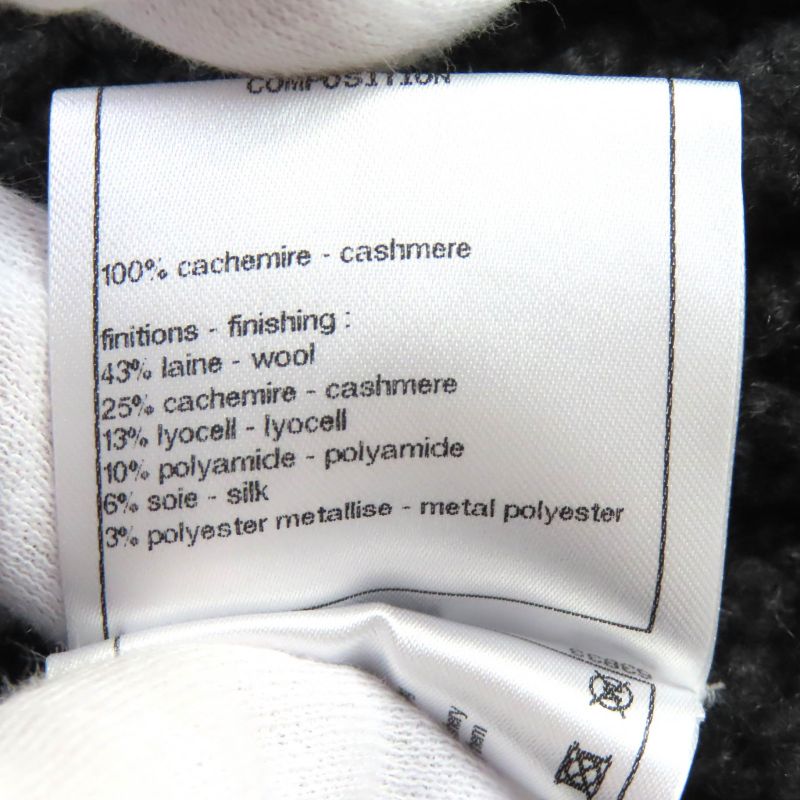 COMPOSITION
100% cachemire - cashmere
finitions - finishing :
43% laine - wool
25% cachemire - cashmere
13% lyocell - lyocell
10% polyamide - polyamide
6% soie - silk
3% polyester metallise - metal polyester